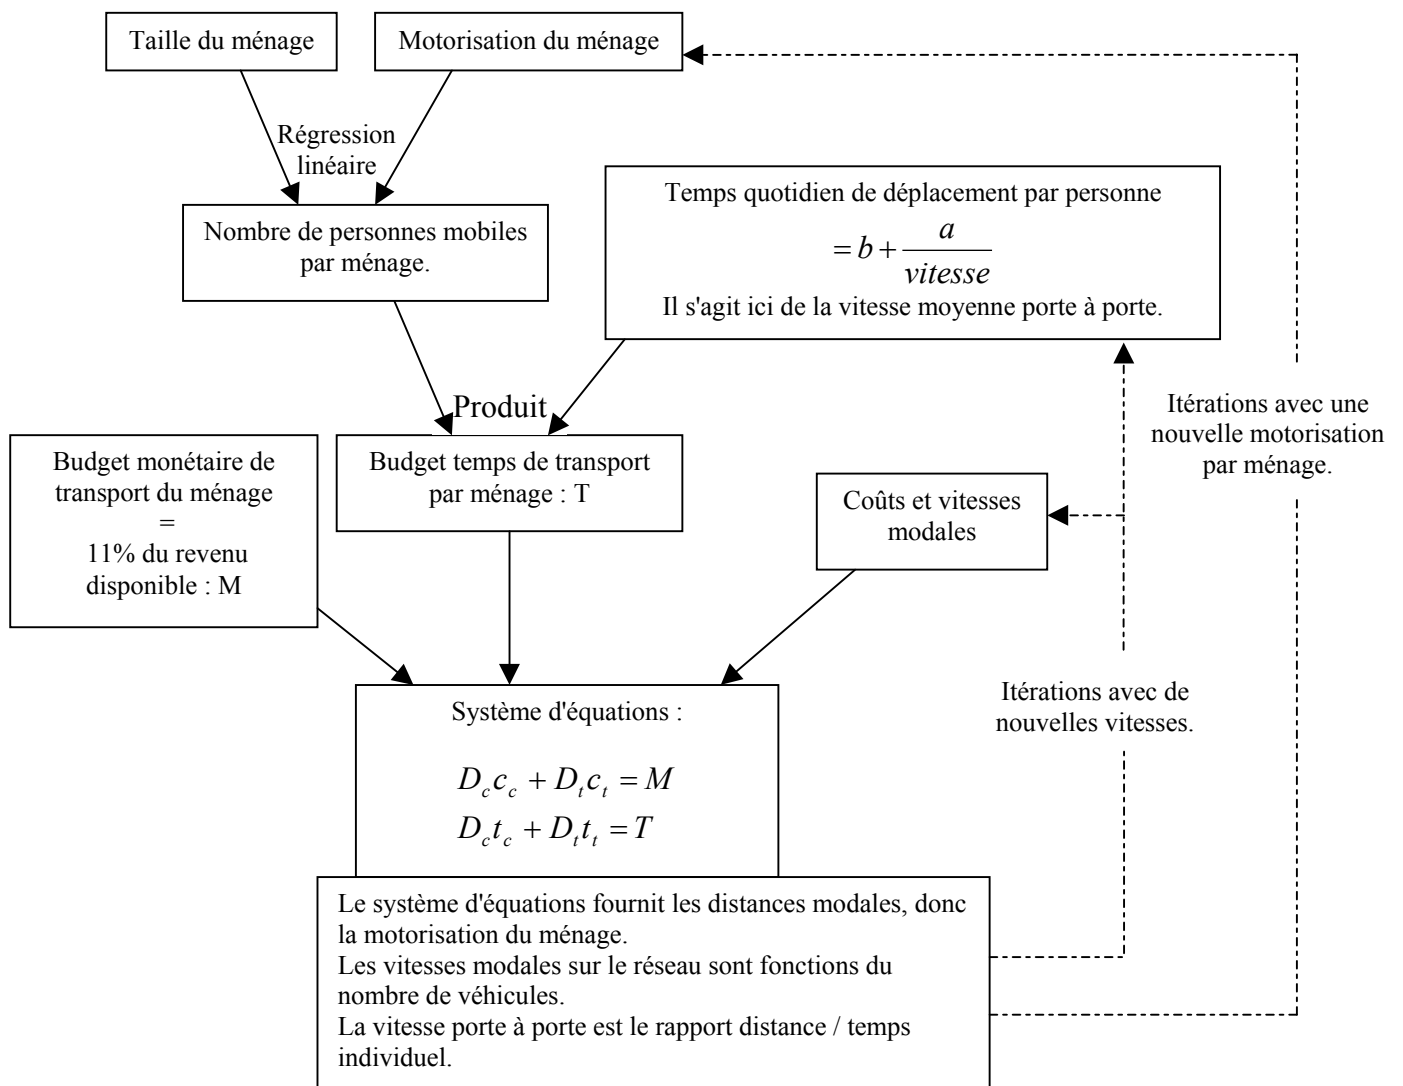 Taille du ménage
Motorisation du ménage
Régression
linéaire
Nombre de personnes mobiles
par ménage.
Temps quotidien de déplacement par personne
= b + a / vitesse
Il s'agit ici de la vitesse moyenne porte à porte.
Produit
Itérations avec une
nouvelle motorisation
par ménage.
Budget monétaire de
transport du ménage
=
11% du revenu
disponible : M
Budget temps de transport
par ménage : T
Coûts et vitesses
modales
Itérations avec de
nouvelles vitesses.
Système d'équations :
D_c c_c + D_t c_t = M
D_c t_c + D_t t_t = T
Le système d'équations fournit les distances modales, donc
la motorisation du ménage.
Les vitesses modales sur le réseau sont fonctions du
nombre de véhicules.
La vitesse porte à porte est le rapport distance / temps
individuel.